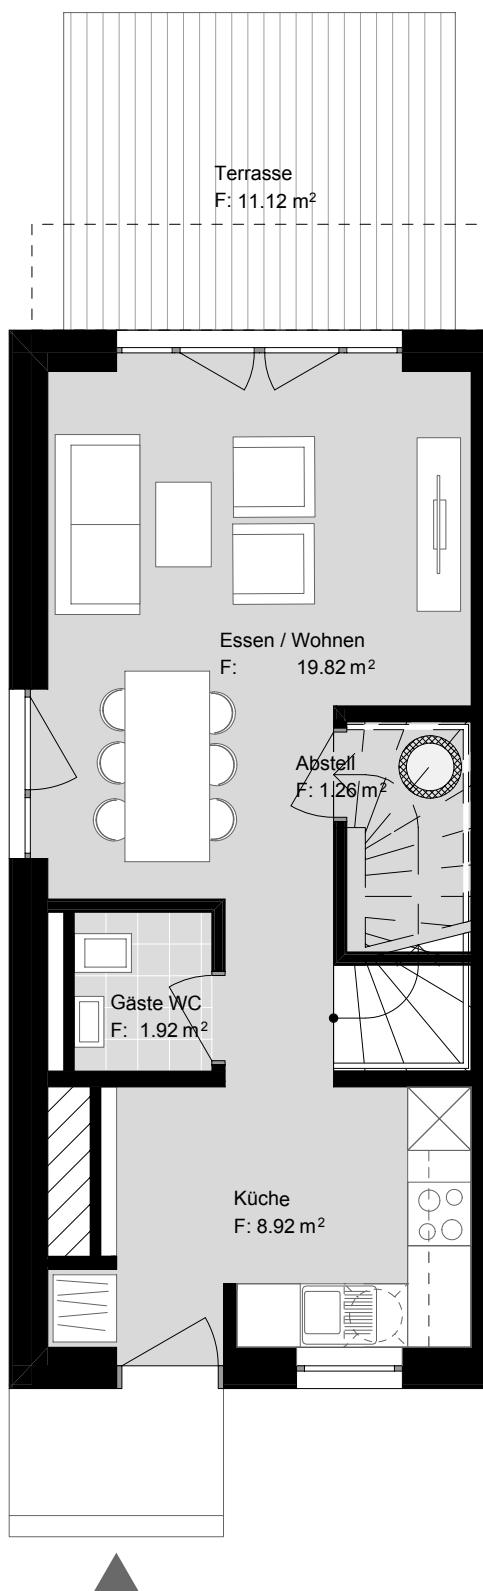 Terrasse
F: 11.12 m²
Essen / Wohnen
F: 19.82 m²
Abstell
F: 1.26 m²
Gäste WC
F: 1.92 m²
Küche
F: 8.92 m²